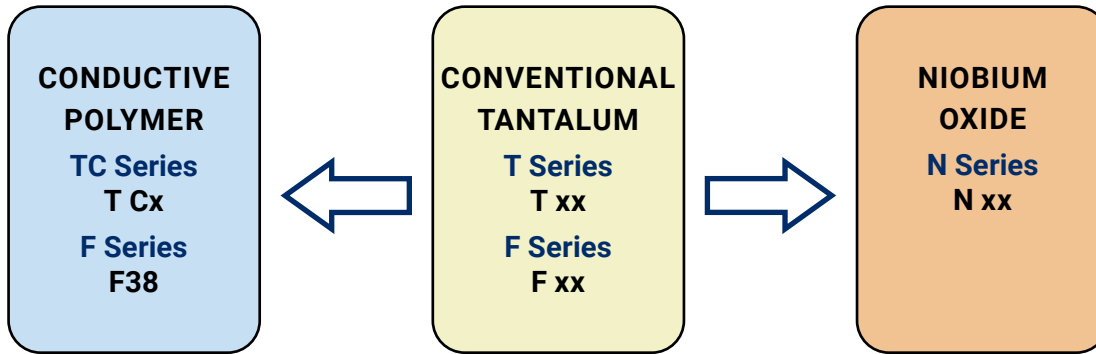 CONDUCTIVE
POLYMER
TC Series
T Cx
F Series
F38
CONVENTIONAL
TANTALUM
T Series
T xx
F Series
F xx
NIOBIUM
OXIDE
N Series
N xx